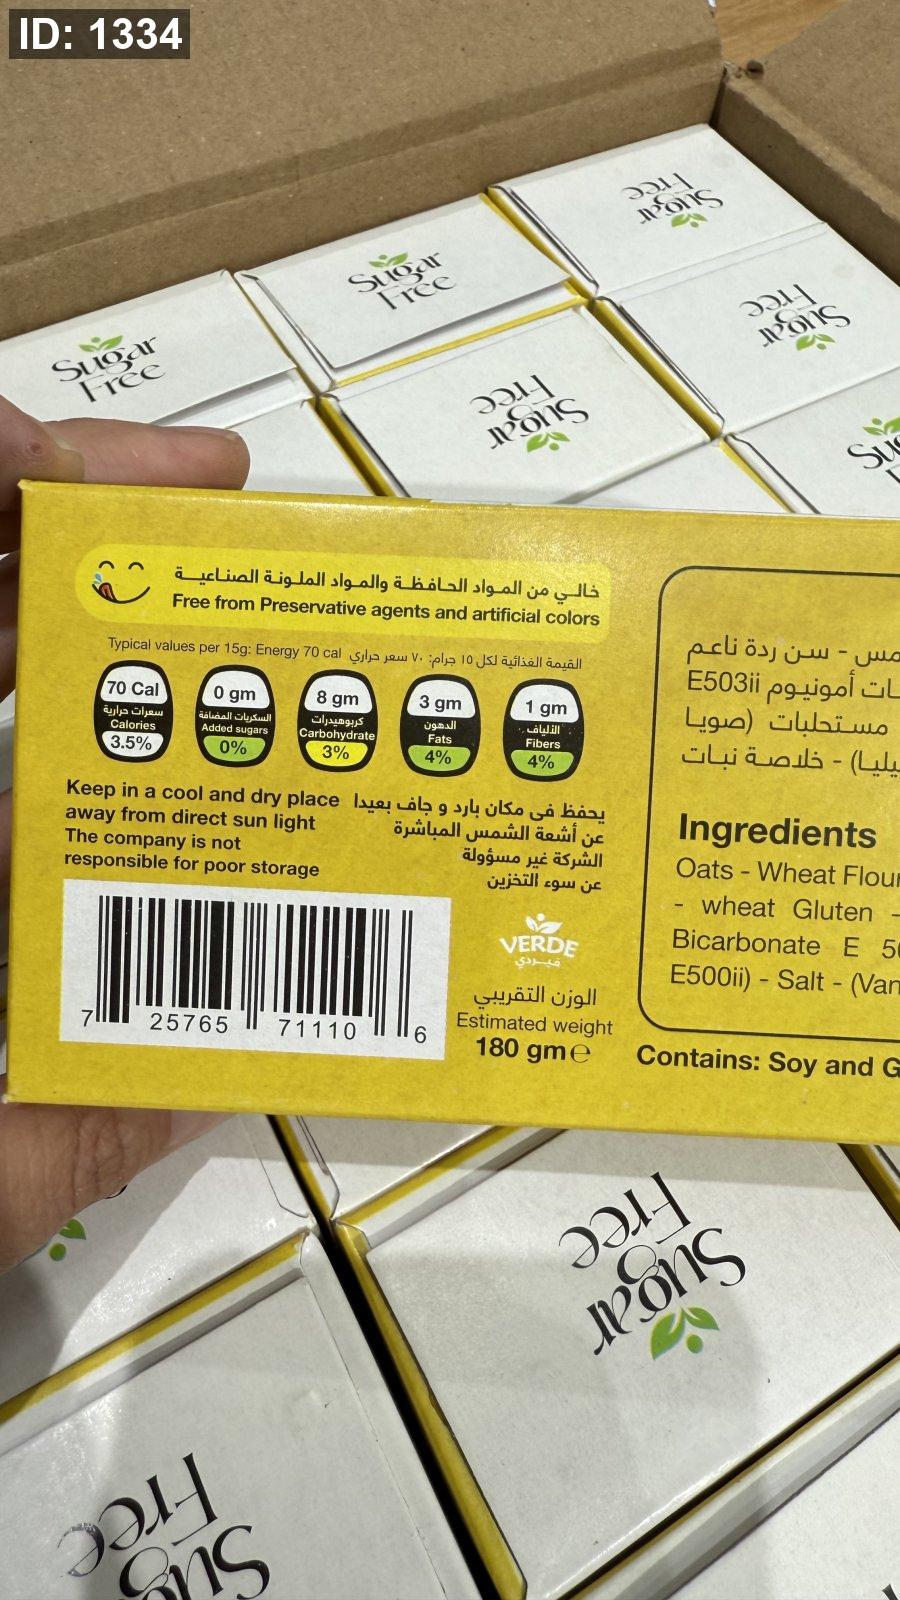 ID: 1334
Sugar
Free
Sugar
Free
Sugar
Free
Sugar
Free
Sugar
Free
خالي من المواد الحافظة والمواد الملونة الصناعية
Free from Preservative agents and artificial colors
Typical values per 15g: Energy 70 cal القيمة الغذائية لكل ١٥ جرام: ٧٠ سعر حراري
70 Cal
سعرات حرارية
Calories
3.5%
0 gm
السكريات المضافة
Added sugars
0%
8 gm
كربوهيدرات
Carbohydrate
3%
3 gm
الدهون
Fats
4%
1 gm
الألياف
Fibers
4%
Keep in a cool and dry place
away from direct sun light
The company is not
responsible for poor storage
يحفظ فى مكان بارد و جاف بعيدا
عن أشعة الشمس المباشرة
الشركة غير مسؤولة
عن سوء التخزين
7 25765 71110 6
VERDE
ڤيردي
الوزن التقريبي
Estimated weight
180 gm e
سن ردة ناعم
أمونيوم E503ii
مستحلبات (صويا
خلاصة نبات
Ingredients
Oats - Wheat Flour
- wheat Gluten -
Bicarbonate E
E500ii) - Salt - (Van
Contains: Soy and G
Sugar
Free
Sugar
Free